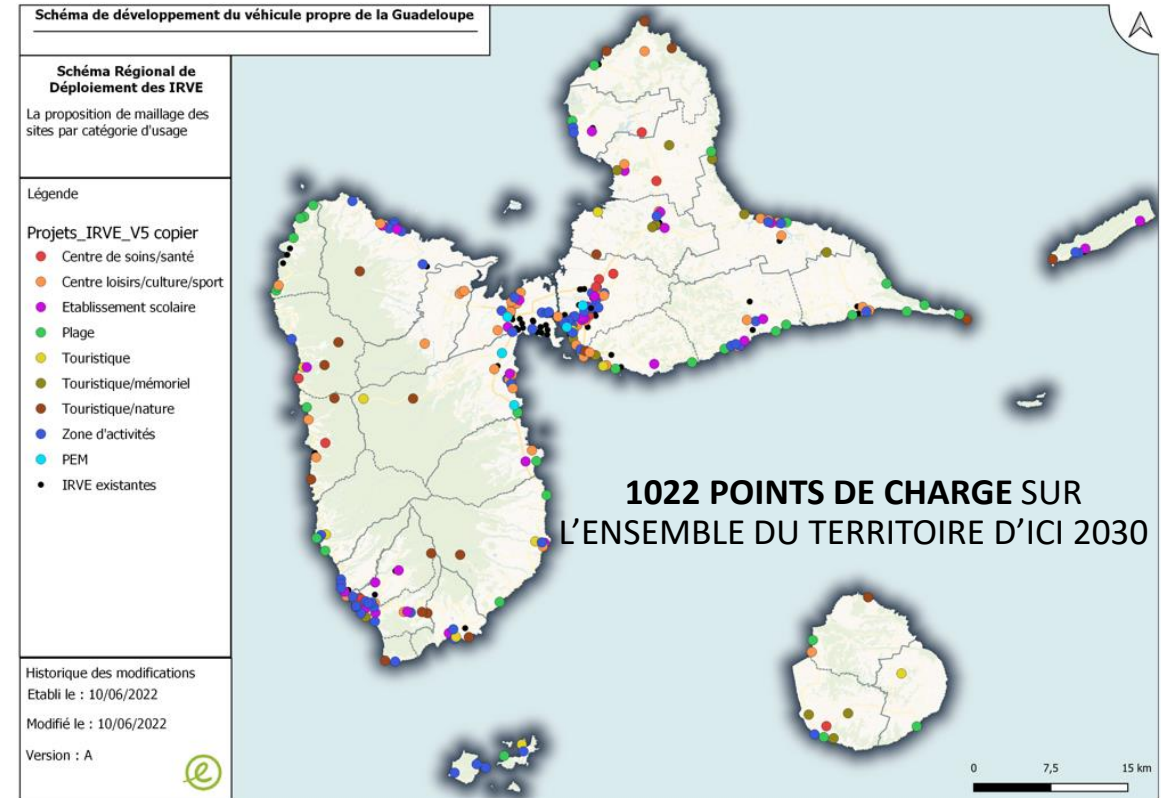 Schéma de développement du véhicule propre de la Guadeloupe
Schéma Régional de
Déploiement des IRVE
La proposition de maillage des
sites par catégorie d'usage
Légende
Projets_IRVE_V5 copier
Centre de soins/santé
Centre loisirs/culture/sport
Etablissement scolaire
Plage
Touristique
Touristique/mémoriel
Touristique/nature
Zone d'activités
PEM
IRVE existantes
1022 POINTS DE CHARGE SUR
L'ENSEMBLE DU TERRITOIRE D'ICI 2030
Historique des modifications
Etabli le : 10/06/2022
Modifié le : 10/06/2022
Version : A
0 7,5 15 km